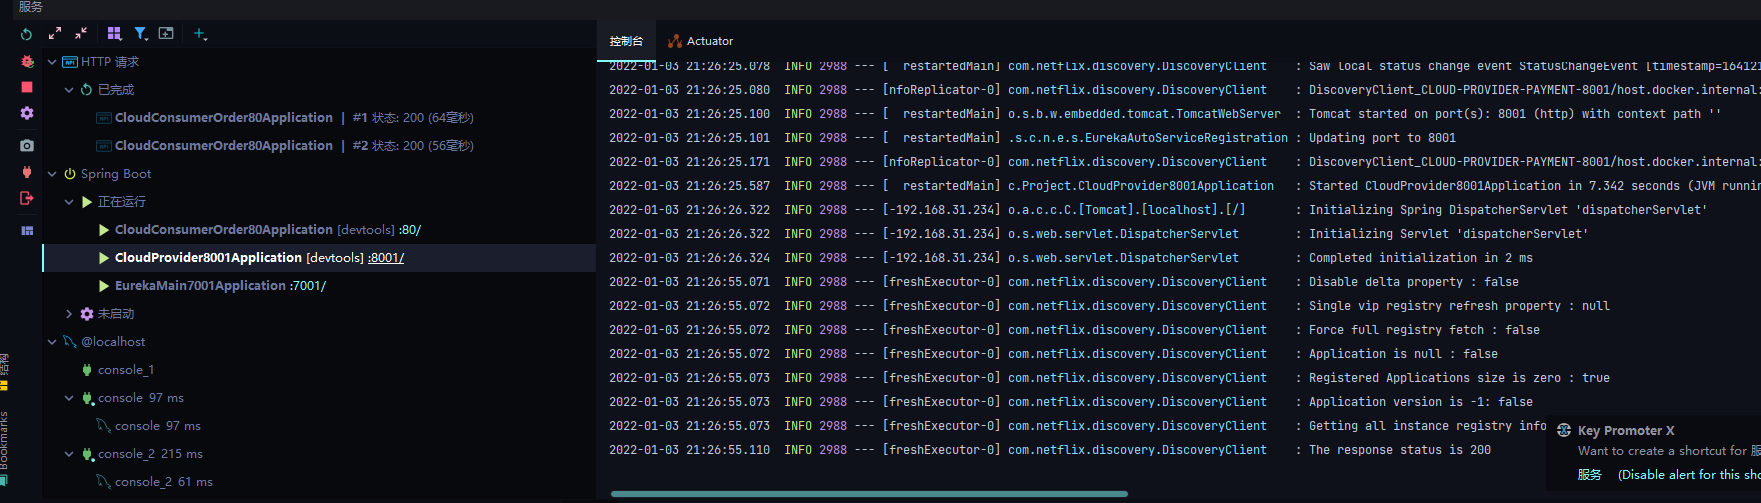 服务
HTTP 请求
已完成
CloudConsumerOrder80Application | #1 状态: 200 (64毫秒)
CloudConsumerOrder80Application | #2 状态: 200 (56毫秒)
Spring Boot
正在运行
CloudConsumerOrder80Application [devtools] :80/
CloudProvider8001Application [devtools] :8001/
EurekaMain7001Application :7001/
未启动
@localhost
console_1
console 97 ms
console 97 ms
console_2 215 ms
console_2 61 ms
结构
Bookmarks
控制台 Actuator
2022-01-03 21:26:25.078 INFO 2988 --- [ restartedMain] com.netflix.discovery.DiscoveryClient : Saw local status change event StatusChangeEvent [timestamp=164121
2022-01-03 21:26:25.080 INFO 2988 --- [nfoReplicator-0] com.netflix.discovery.DiscoveryClient : DiscoveryClient_CLOUD-PROVIDER-PAYMENT-8001/host.docker.internal:
2022-01-03 21:26:25.100 INFO 2988 --- [ restartedMain] o.s.b.w.embedded.tomcat.TomcatWebServer : Tomcat started on port(s): 8001 (http) with context path ''
2022-01-03 21:26:25.101 INFO 2988 --- [ restartedMain] .s.c.n.e.s.EurekaAutoServiceRegistration : Updating port to 8001
2022-01-03 21:26:25.171 INFO 2988 --- [nfoReplicator-0] com.netflix.discovery.DiscoveryClient : DiscoveryClient_CLOUD-PROVIDER-PAYMENT-8001/host.docker.internal:
2022-01-03 21:26:25.587 INFO 2988 --- [ restartedMain] c.Project.CloudProvider8001Application : Started CloudProvider8001Application in 7.342 seconds (JVM runnin
2022-01-03 21:26:26.322 INFO 2988 --- [-192.168.31.234] o.a.c.c.C.[Tomcat].[localhost].[/] : Initializing Spring DispatcherServlet 'dispatcherServlet'
2022-01-03 21:26:26.322 INFO 2988 --- [-192.168.31.234] o.s.web.servlet.DispatcherServlet : Initializing Servlet 'dispatcherServlet'
2022-01-03 21:26:26.324 INFO 2988 --- [-192.168.31.234] o.s.web.servlet.DispatcherServlet : Completed initialization in 2 ms
2022-01-03 21:26:55.071 INFO 2988 --- [freshExecutor-0] com.netflix.discovery.DiscoveryClient : Disable delta property : false
2022-01-03 21:26:55.072 INFO 2988 --- [freshExecutor-0] com.netflix.discovery.DiscoveryClient : Single vip registry refresh property : null
2022-01-03 21:26:55.072 INFO 2988 --- [freshExecutor-0] com.netflix.discovery.DiscoveryClient : Force full registry fetch : false
2022-01-03 21:26:55.072 INFO 2988 --- [freshExecutor-0] com.netflix.discovery.DiscoveryClient : Application is null : false
2022-01-03 21:26:55.073 INFO 2988 --- [freshExecutor-0] com.netflix.discovery.DiscoveryClient : Registered Applications size is zero : true
2022-01-03 21:26:55.073 INFO 2988 --- [freshExecutor-0] com.netflix.discovery.DiscoveryClient : Application version is -1: false
2022-01-03 21:26:55.073 INFO 2988 --- [freshExecutor-0] com.netflix.discovery.DiscoveryClient : Getting all instance registry info
2022-01-03 21:26:55.110 INFO 2988 --- [freshExecutor-0] com.netflix.discovery.DiscoveryClient : The response status is 200
Key Promoter X
Want to create a shortcut for 服
服务 (Disable alert for this sho